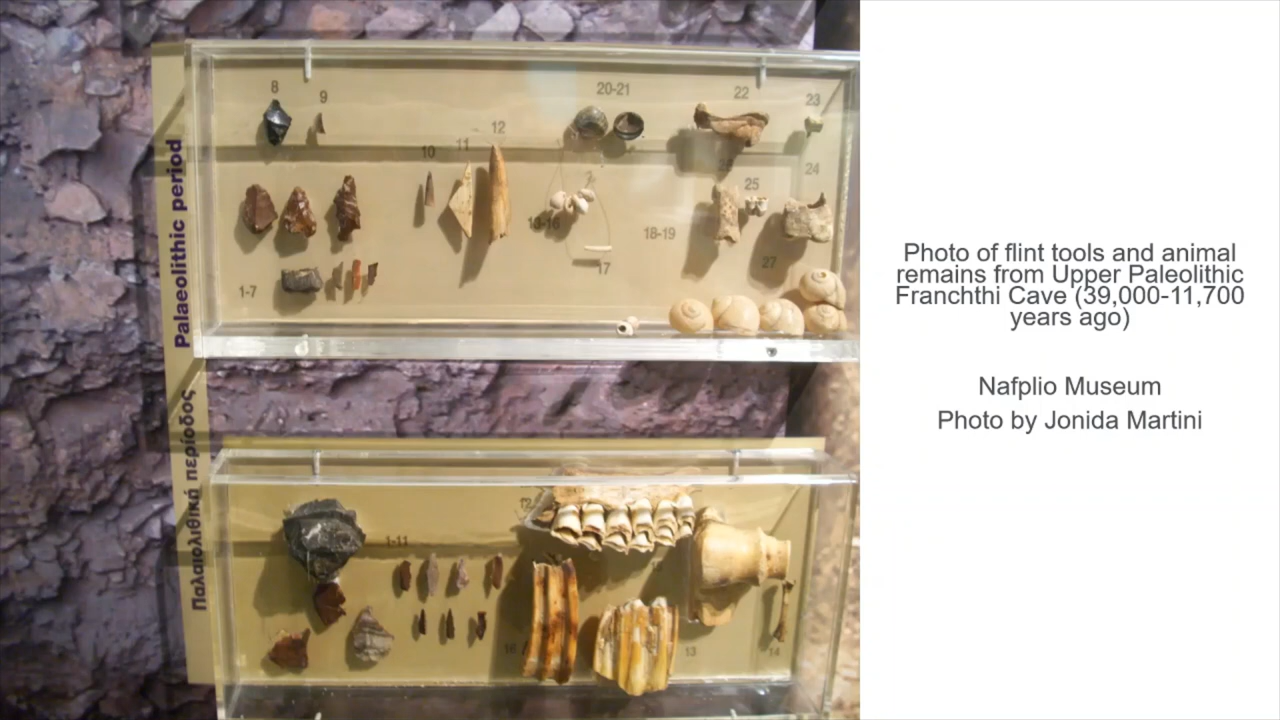 8
9
10
11
12
20-21
22
23
24
25
18-19
17
27
1-7
Palaeolithic period
Παλαιολιθική περίοδος
1-11
12
13
14
16
Photo of flint tools and animal
remains from Upper Paleolithic
Franchthi Cave (39,000-11,700
years ago)
Nafplio Museum
Photo by Jonida Martini